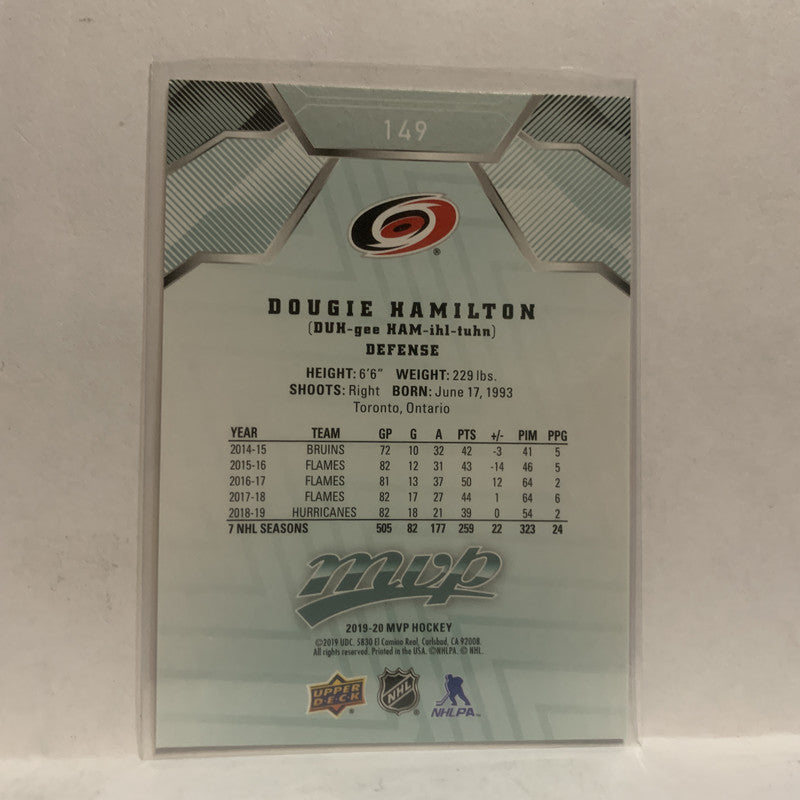 149
®
DOUGIE HAMILTON
(DUH-gee HAM-ihl-tuhn)
DEFENSE
HEIGHT: 6'6" WEIGHT: 229 lbs.
SHOOTS: Right BORN: June 17, 1993
Toronto, Ontario
YEAR TEAM GP G A PTS +/- PIM PPG
2014-15 BRUINS 72 10 32 42 -3 41 5
2015-16 FLAMES 82 12 31 43 -14 46 5
2016-17 FLAMES 81 13 37 50 12 64 2
2017-18 FLAMES 82 17 27 44 1 64 6
2018-19 HURRICANES 82 18 21 39 0 54 2
7 NHL SEASONS 505 82 177 259 22 323 24
mvp
2019-20 MVP HOCKEY
©2019 UDC. 5830 El Camino Real, Carlsbad, CA 92008.
All rights reserved. Printed in the USA. ©NHLPA. © NHL.
UPPER DECK® NHL® NHLPA™